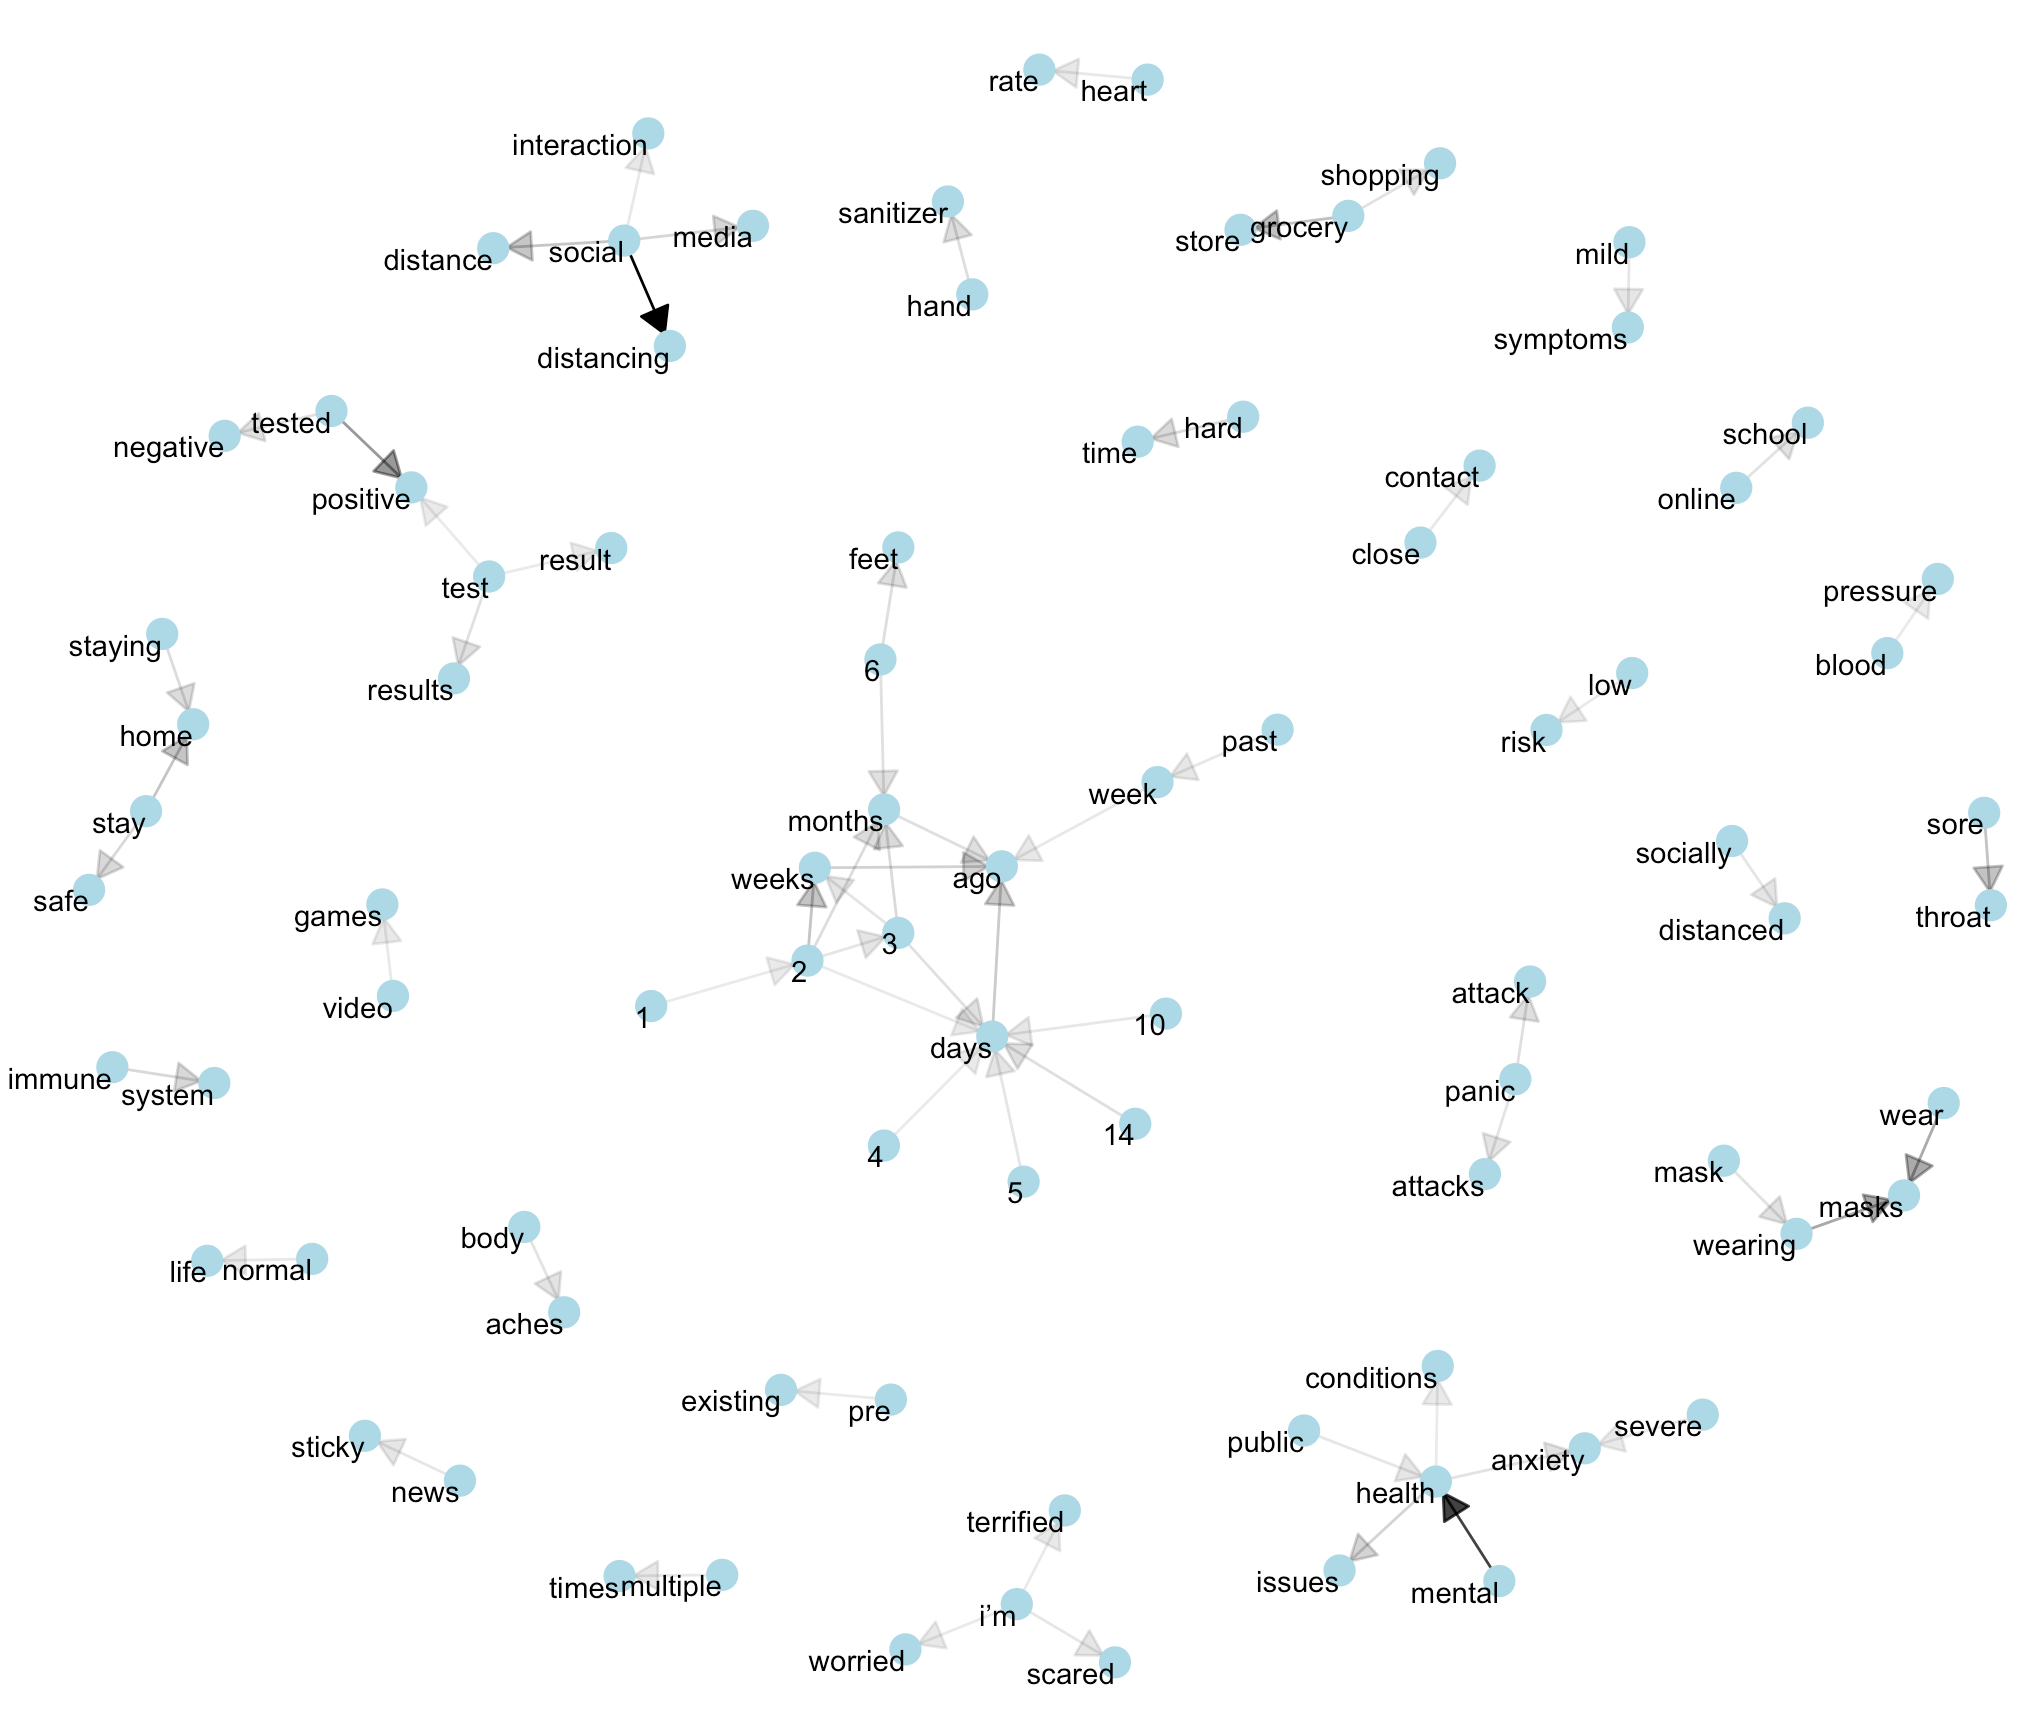 rate
heart
interaction
shopping
sanitizer
grocery
store
media
distance
social
mild
hand
symptoms
distancing
tested
negative
hard
time
school
contact
positive
online
close
result
feet
test
pressure
staying
blood
6
low
results
home
past
risk
week
months
stay
sore
socially
weeks
ago
safe
games
throat
distanced
3
2
attack
video
1
10
days
immune
system
panic
wear
14
4
mask
attacks
5
masks
body
wearing
life
normal
aches
conditions
existing
pre
severe
public
sticky
anxiety
news
health
terrified
issues
times
multiple
mental
i’m
worried
scared